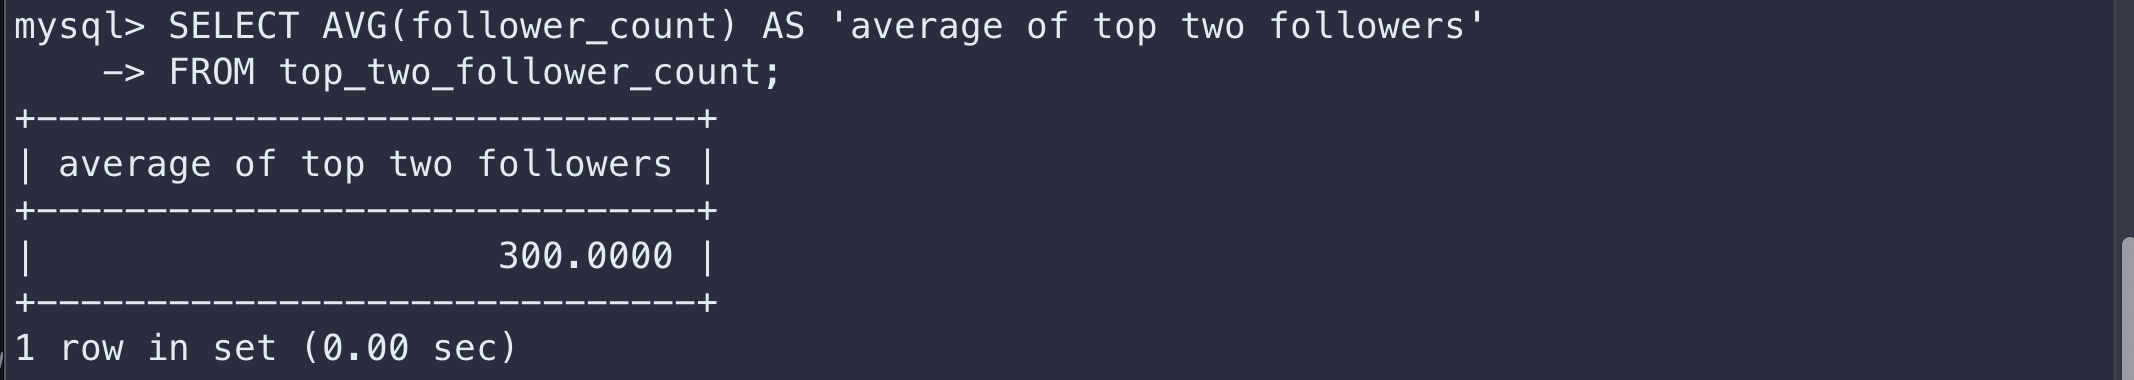 mysql> SELECT AVG(follower_count) AS 'average of top two followers'
    -> FROM top_two_follower_count;
+------------------------------+
| average of top two followers |
+------------------------------+
|                     300.0000 |
+------------------------------+
1 row in set (0.00 sec)